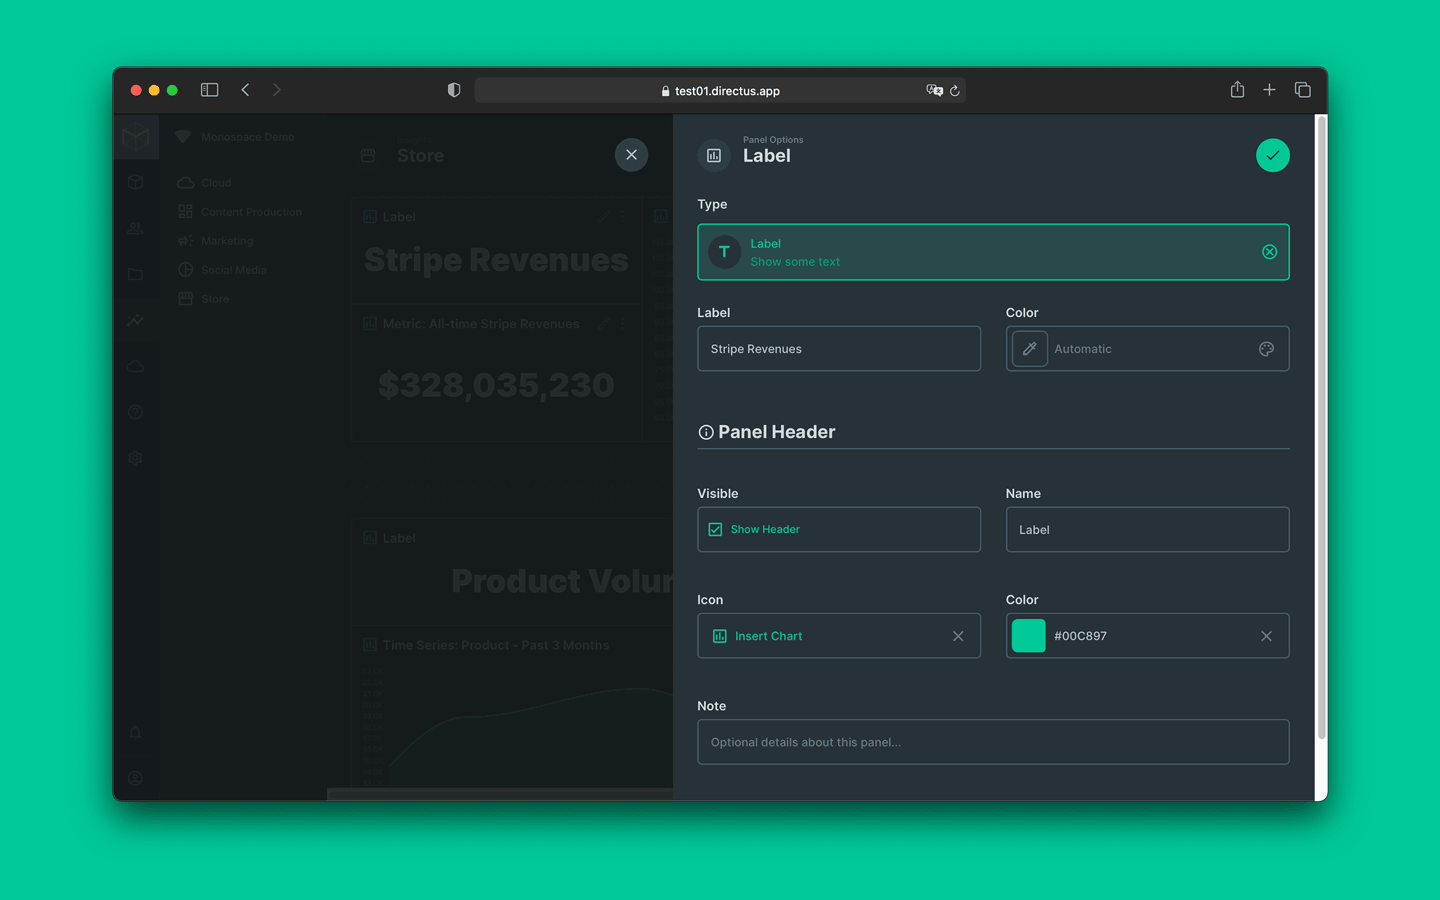 test01.directus.app
Monospace Demo
Cloud
Content Production
Marketing
Social Media
Store
Store
Label
Stripe Revenues
Metric: All-time Stripe Revenues
$328,035,230
Label
Product Volum
Time Series: Product - Past 3 Months
Panel Options
Label
Type
T
Label
Show some text
Label
Color
Stripe Revenues
Automatic
Panel Header
Visible
Name
Show Header
Label
Icon
Color
Insert Chart
#00C897
Note
Optional details about this panel...